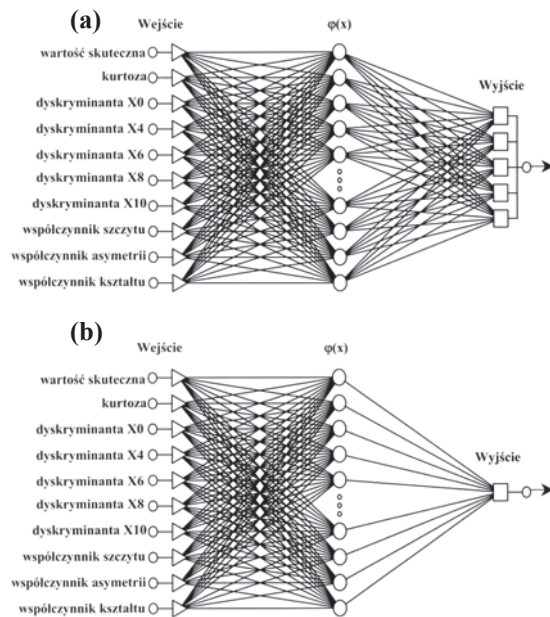 (a)
Wejście
φ(x)
Wyjście
wartość skuteczna
kurtoza
dyskryminanta X0
dyskryminanta X4
dyskryminanta X6
dyskryminanta X8
dyskryminanta X10
współczynnik szczytu
współczynnik asymetrii
współczynnik kształtu
(b)
Wejście
φ(x)
Wyjście
wartość skuteczna
kurtoza
dyskryminanta X0
dyskryminanta X4
dyskryminanta X6
dyskryminanta X8
dyskryminanta X10
współczynnik szczytu
współczynnik asymetrii
współczynnik kształtu